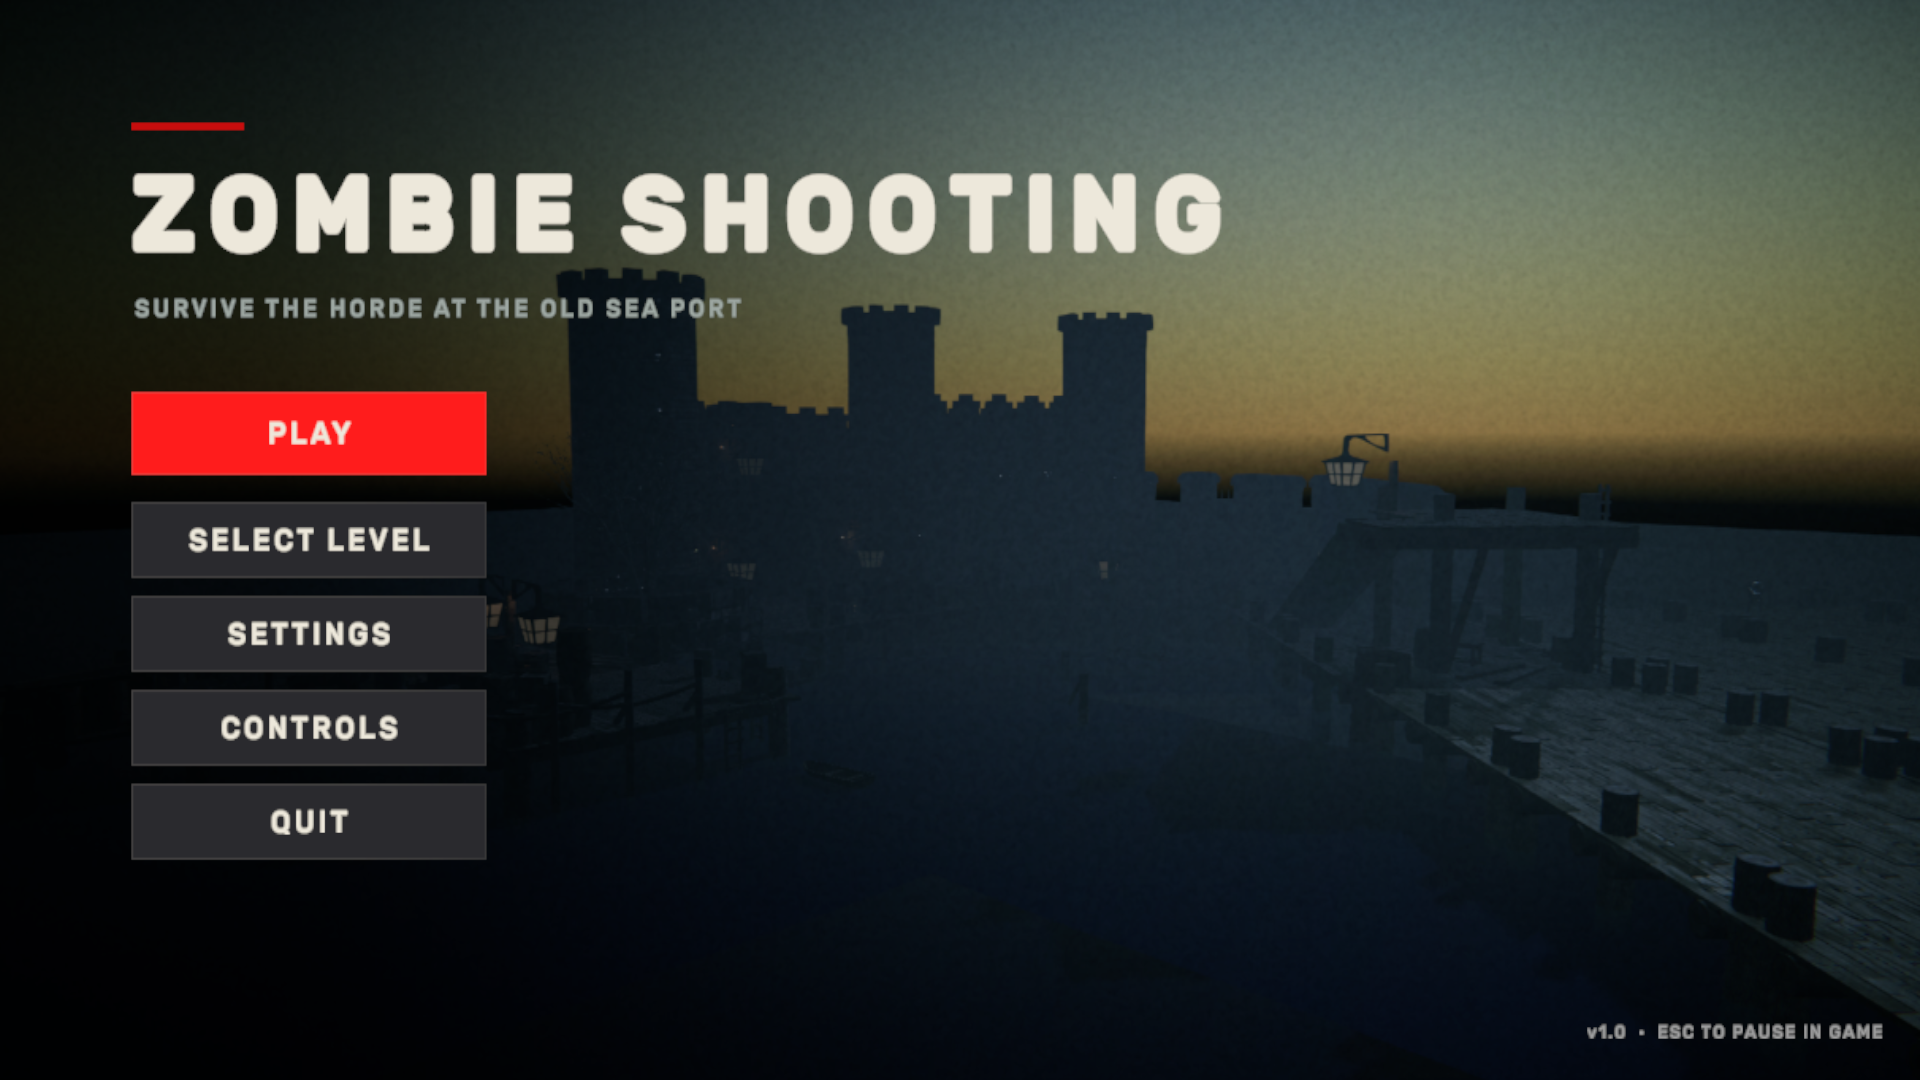 ZOMBIE SHOOTING
SURVIVE THE HORDE AT THE OLD SEA PORT
PLAY
SELECT LEVEL
SETTINGS
CONTROLS
QUIT
v1.0 • ESC TO PAUSE IN GAME